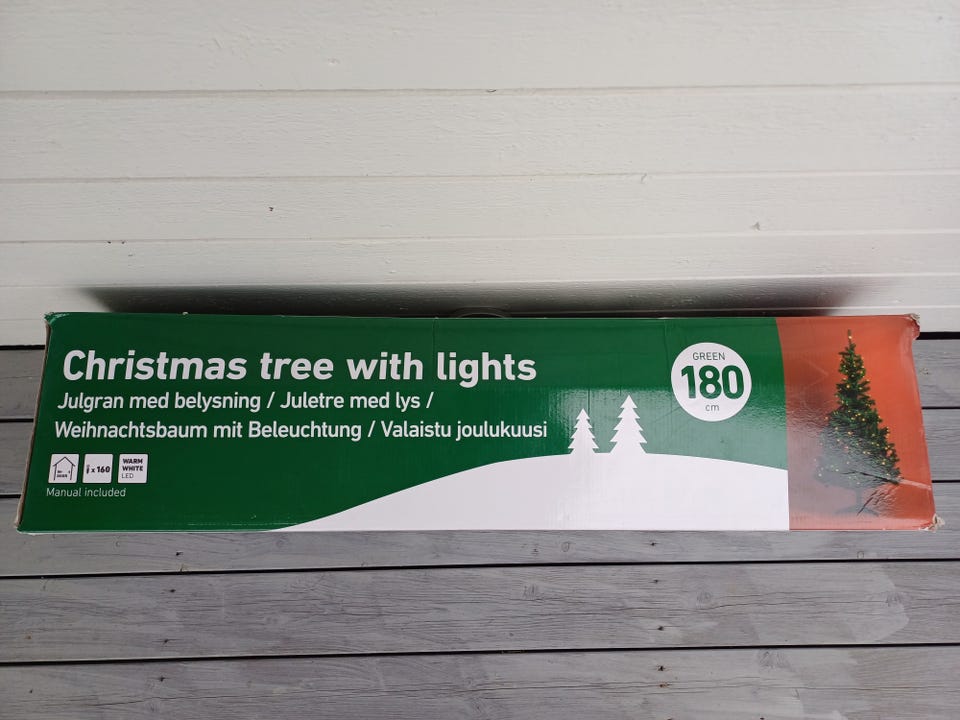 Christmas tree with lights
Julgran med belysning / Juletre med lys /
Weihnachtsbaum mit Beleuchtung / Valaistu joulukuusi
x 160
WARM
WHITE
LED
Manual included
GREEN
180
cm